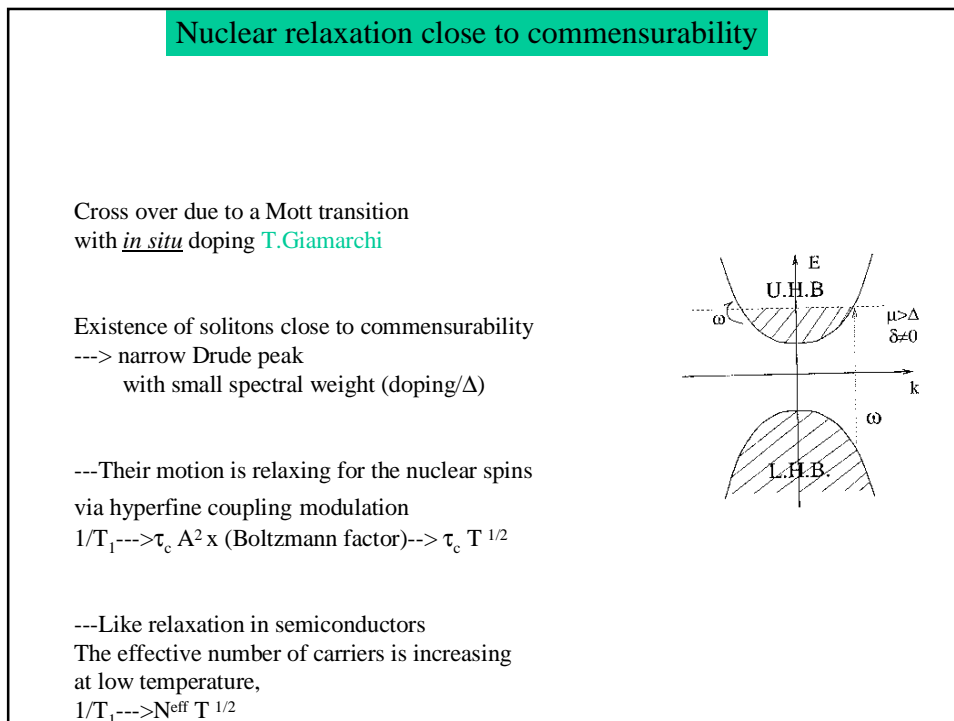 Nuclear relaxation close to commensurability
Cross over due to a Mott transition
with in situ doping T.Giamarchi
Existence of solitons close to commensurability
---> narrow Drude peak
with small spectral weight (doping/Δ)
---Their motion is relaxing for the nuclear spins
via hyperfine coupling modulation
1/T₁--->τc A² x (Boltzmann factor)--> τc T 1/2
---Like relaxation in semiconductors
The effective number of carriers is increasing
at low temperature,
1/T₁--->Neff T 1/2
E
U.H.B
ω
μ>Δ
δ≠0
k
ω
L.H.B.